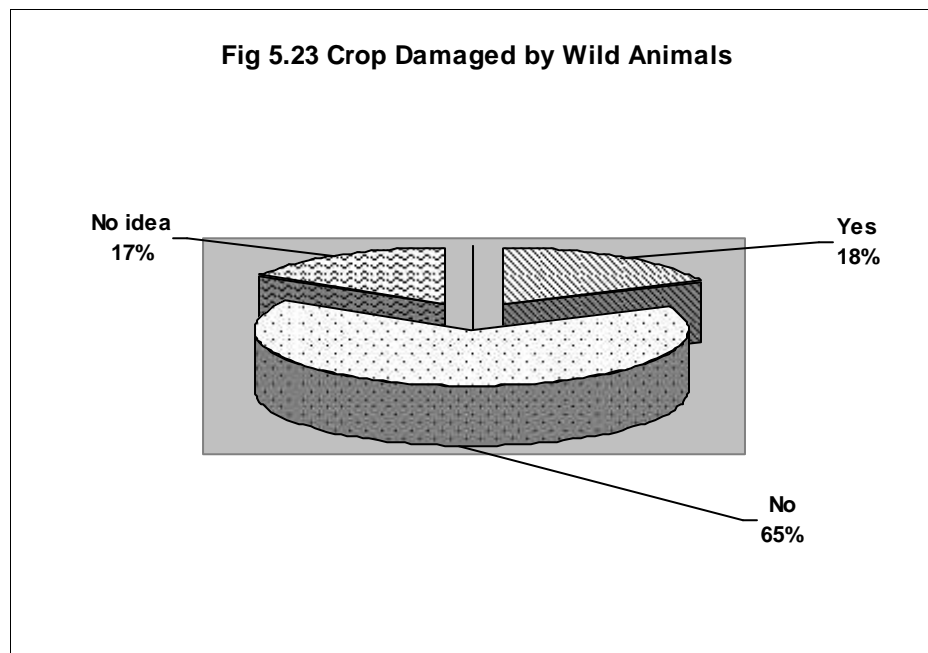 Fig 5.23 Crop Damaged by Wild Animals
No idea
17%
Yes
18%
No
65%